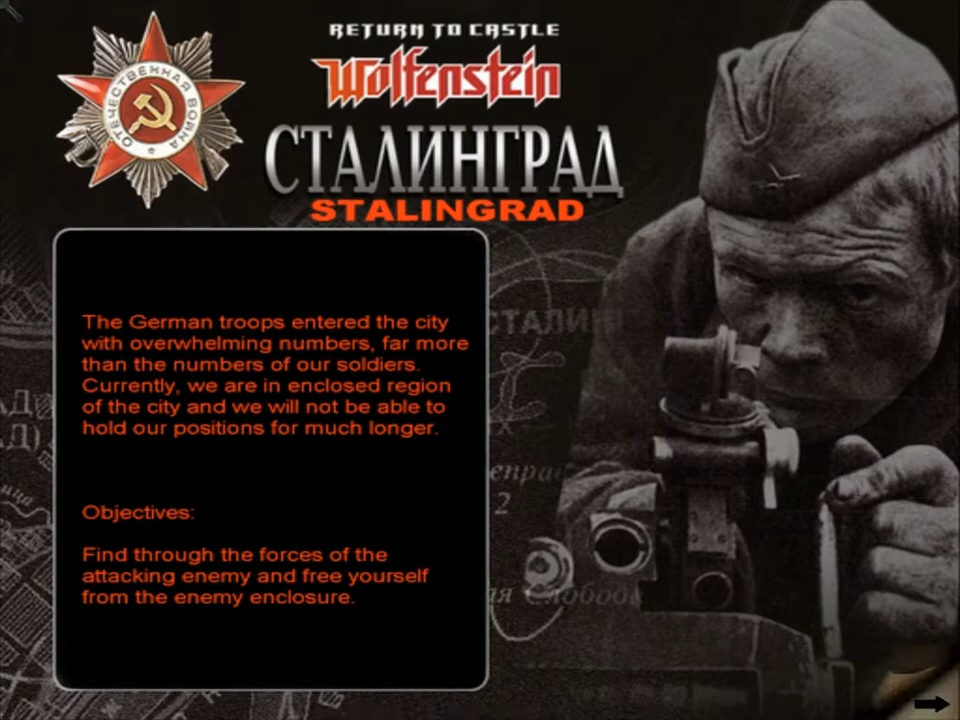 RETURN TO CASTLE
Wolfenstein
ОТЕЧЕСТВЕННАЯ ВОЙНА
СТАЛИНГРАД
STALINGRAD
The German troops entered the city
with overwhelming numbers, far more
than the numbers of our soldiers.
Currently, we are in enclosed region
of the city and we will not be able to
hold our positions for much longer.
Objectives:
Find through the forces of the
attacking enemy and free yourself
from the enemy enclosure.
2